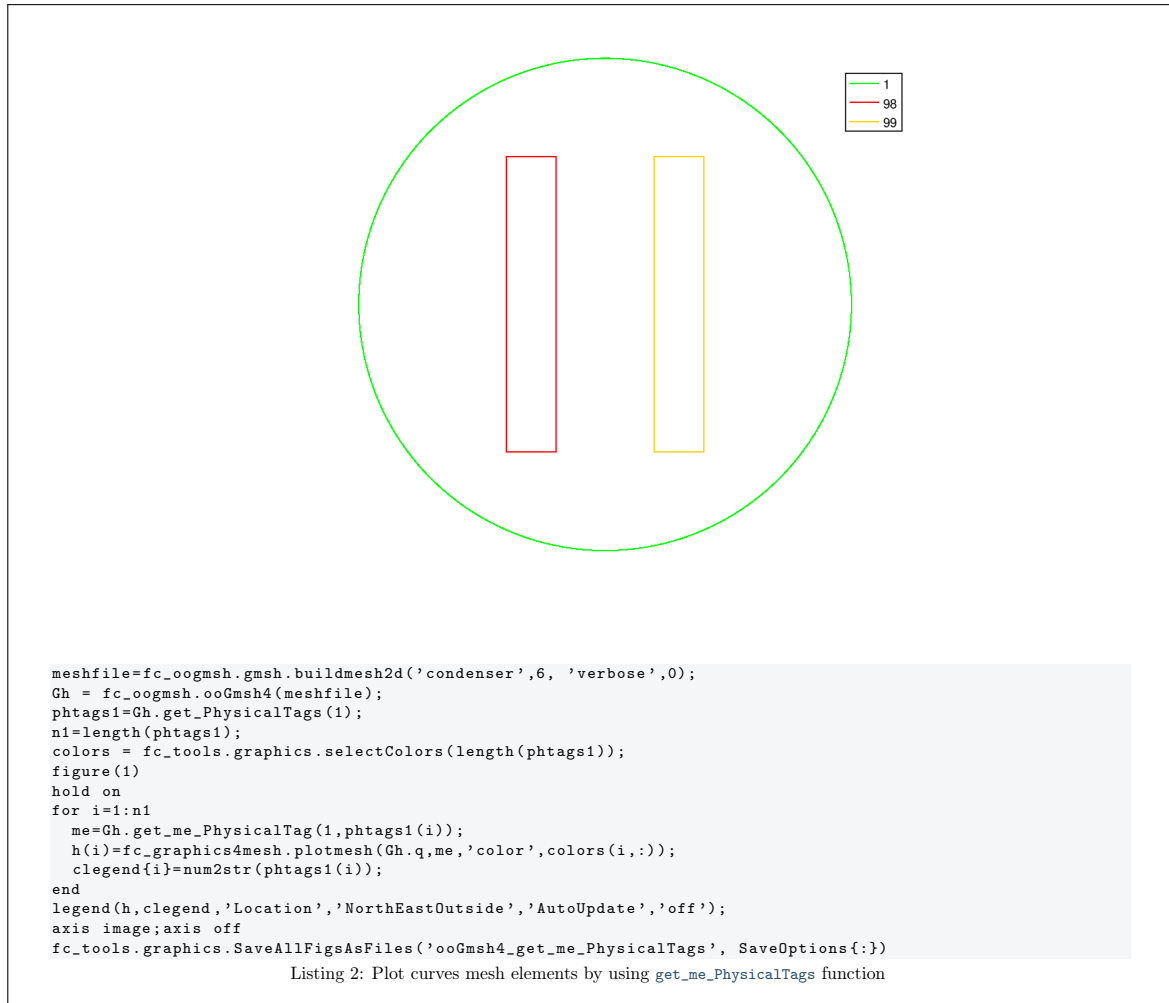 1
98
99
meshfile=fc_oogmsh.gmsh.buildmesh2d('condenser',6, 'verbose',0);
Gh = fc_oogmsh.ooGmsh4(meshfile);
phtags1=Gh.get_PhysicalTags(1);
n1=length(phtags1);
colors = fc_tools.graphics.selectColors(length(phtags1));
figure(1)
hold on
for i=1:n1
  me=Gh.get_me_PhysicalTag(1,phtags1(i));
  h(i)=fc_graphics4mesh.plotmesh(Gh.q,me,'color',colors(i,:));
  clegend{i}=num2str(phtags1(i));
end
legend(h,clegend,'Location','NorthEastOutside','AutoUpdate','off');
axis image;axis off
fc_tools.graphics.SaveAllFigsAsFiles('ooGmsh4_get_me_PhysicalTags', SaveOptions{:})
Listing 2: Plot curves mesh elements by using get_me_PhysicalTags function